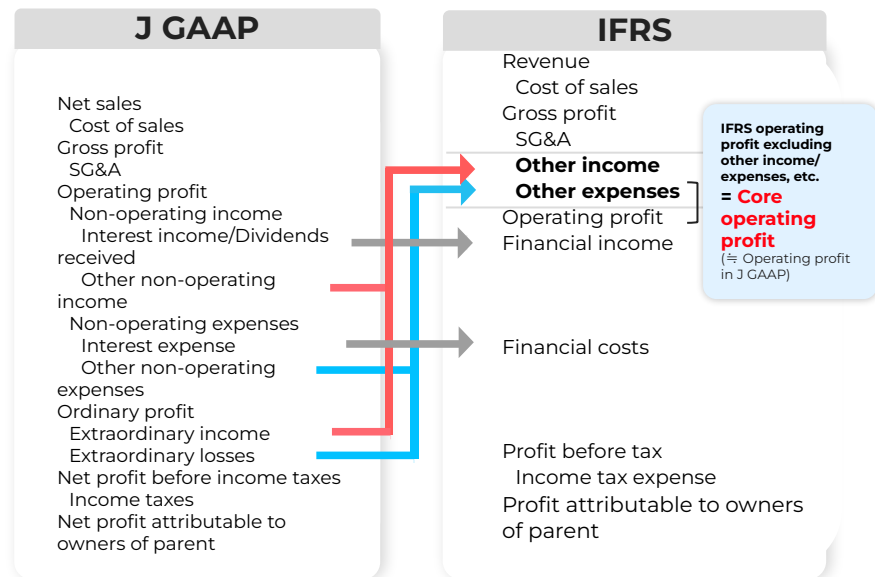 J GAAP
Net sales
Cost of sales
Gross profit
SG&A
Operating profit
Non-operating income
Interest income/Dividends
received
Other non-operating
income
Non-operating expenses
Interest expense
Other non-operating
expenses
Ordinary profit
Extraordinary income
Extraordinary losses
Net profit before income taxes
Income taxes
Net profit attributable to
owners of parent
IFRS
Revenue
Cost of sales
Gross profit
SG&A
Other income
Other expenses
Operating profit
Financial income
Financial costs
Profit before tax
Income tax expense
Profit attributable to owners
of parent
IFRS operating
profit excluding
other income/
expenses, etc.
= Core
operating
profit
(≒ Operating profit
in J GAAP)